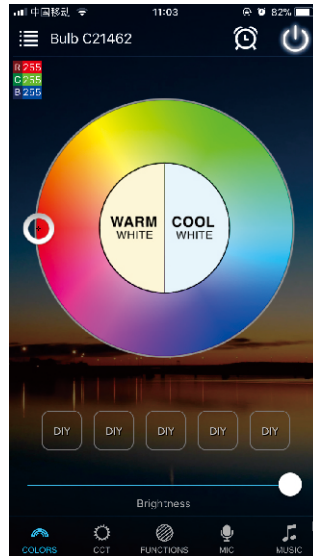 中国移动 11:03 82%
Bulb C21462
R 255
G 255
B 255
WARM COOL
WHITE WHITE
DIY DIY DIY DIY DIY
Brightness
COLORS CCT FUNCTIONS MIC MUSIC